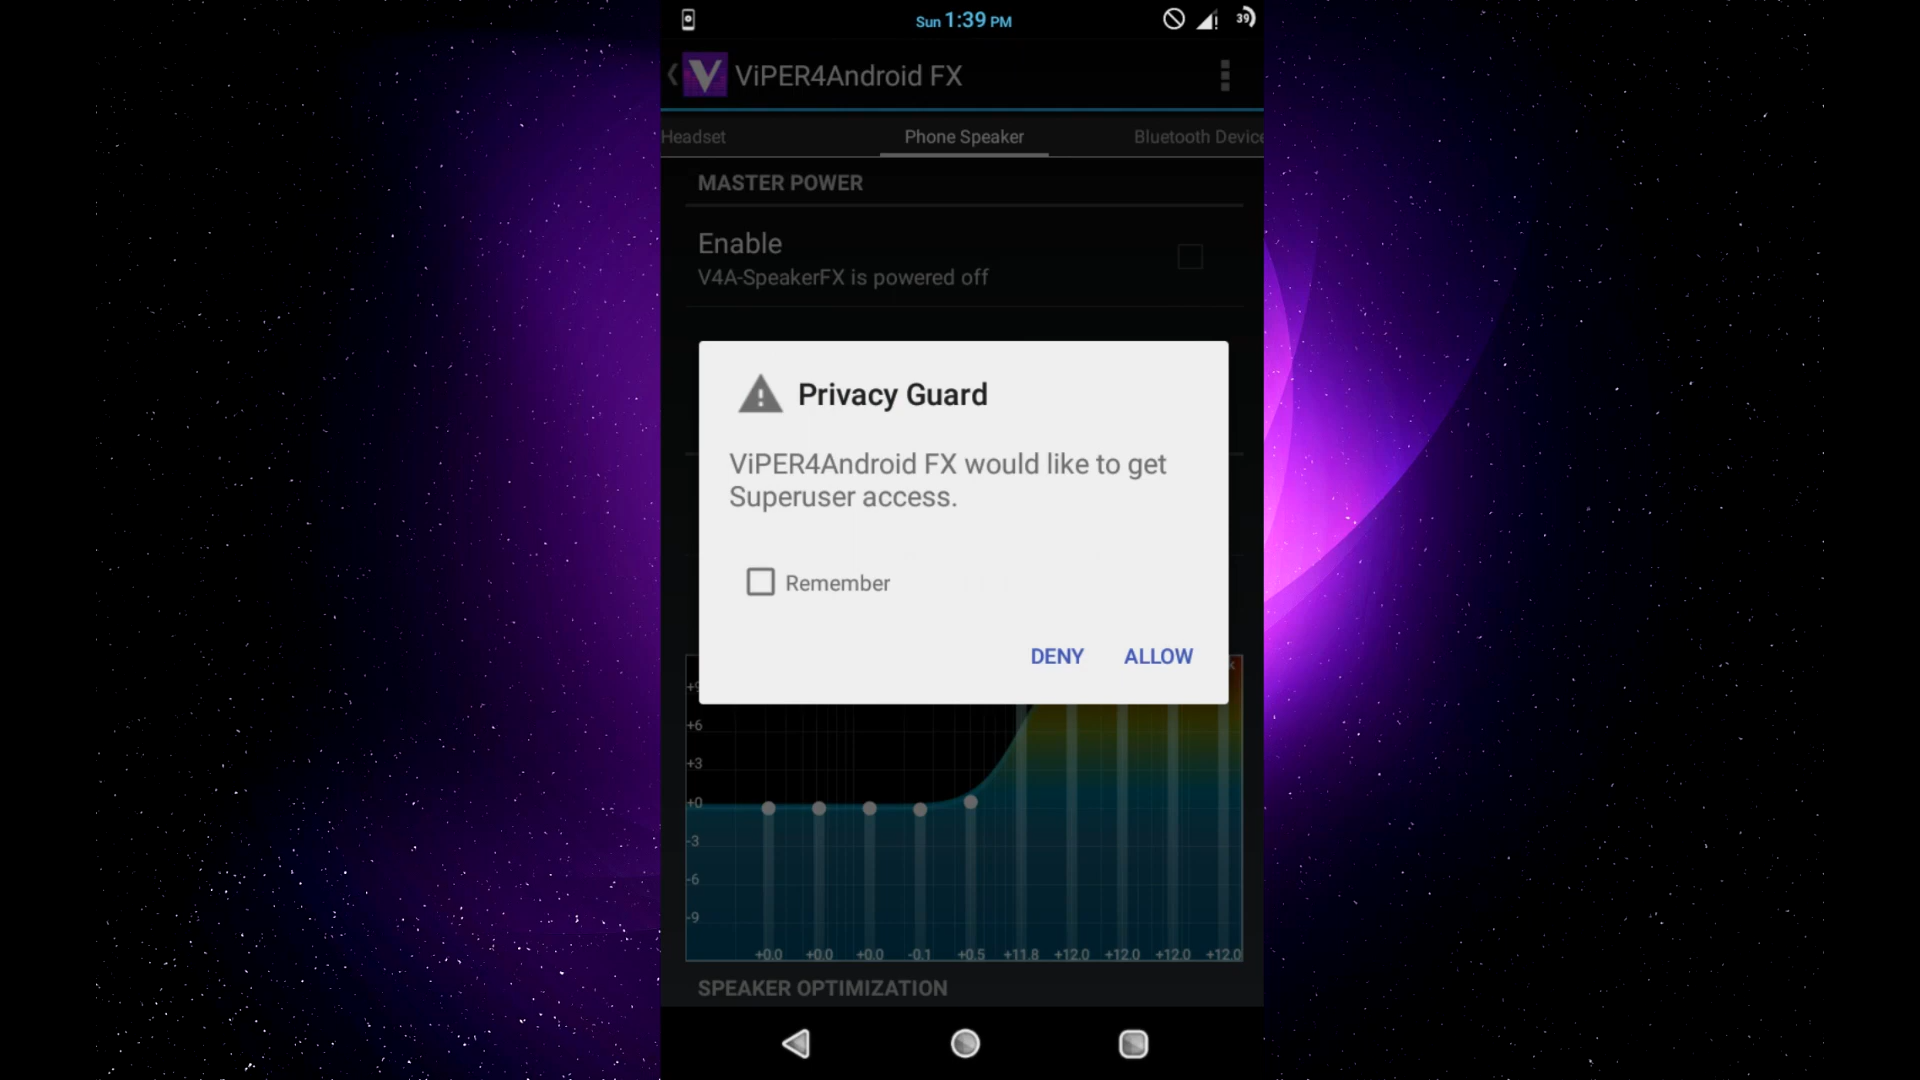 Sun 1:39 PM
39
ViPER4Android FX
Headset
Phone Speaker
Bluetooth Device
MASTER POWER
Enable
V4A-SpeakerFX is powered off
Privacy Guard
ViPER4Android FX would like to get
Superuser access.
Remember
DENY ALLOW
+9
+6
+3
+0
-3
-6
-9
+0.0 +0.0 +0.0 -0.1 +0.5 +11.8 +12.0 +12.0 +12.0 +12.0
SPEAKER OPTIMIZATION